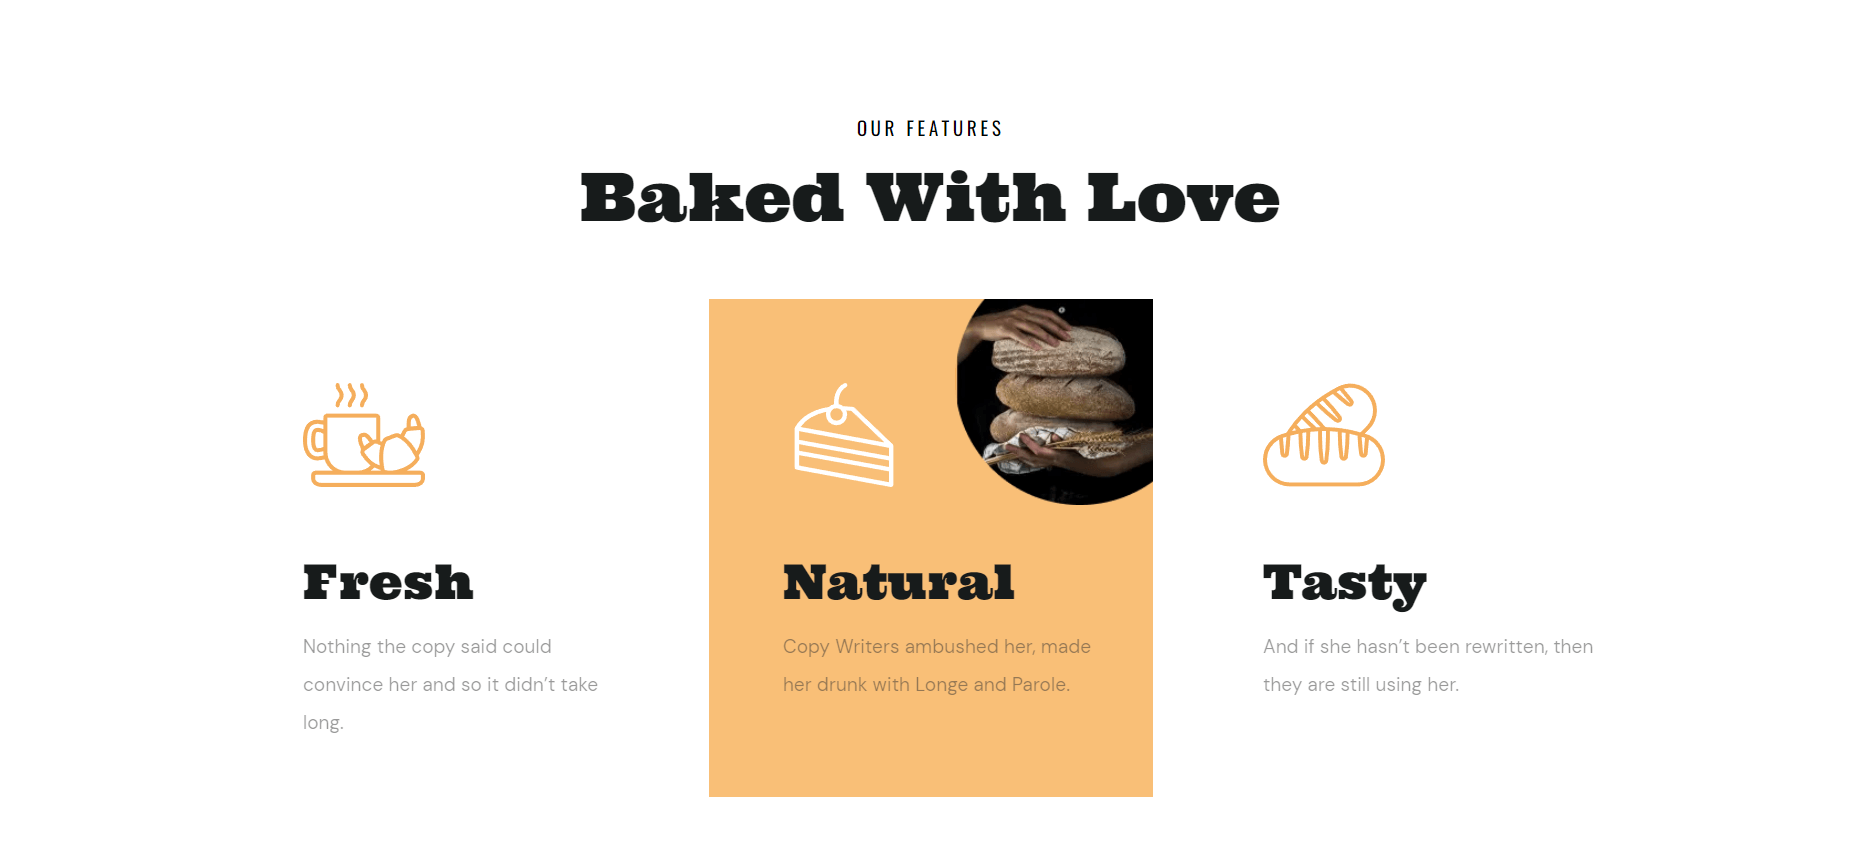 OUR FEATURES
Baked With Love
Fresh
Nothing the copy said could
convince her and so it didn’t take
long.
Natural
Copy Writers ambushed her, made
her drunk with Longe and Parole.
Tasty
And if she hasn’t been rewritten, then
they are still using her.